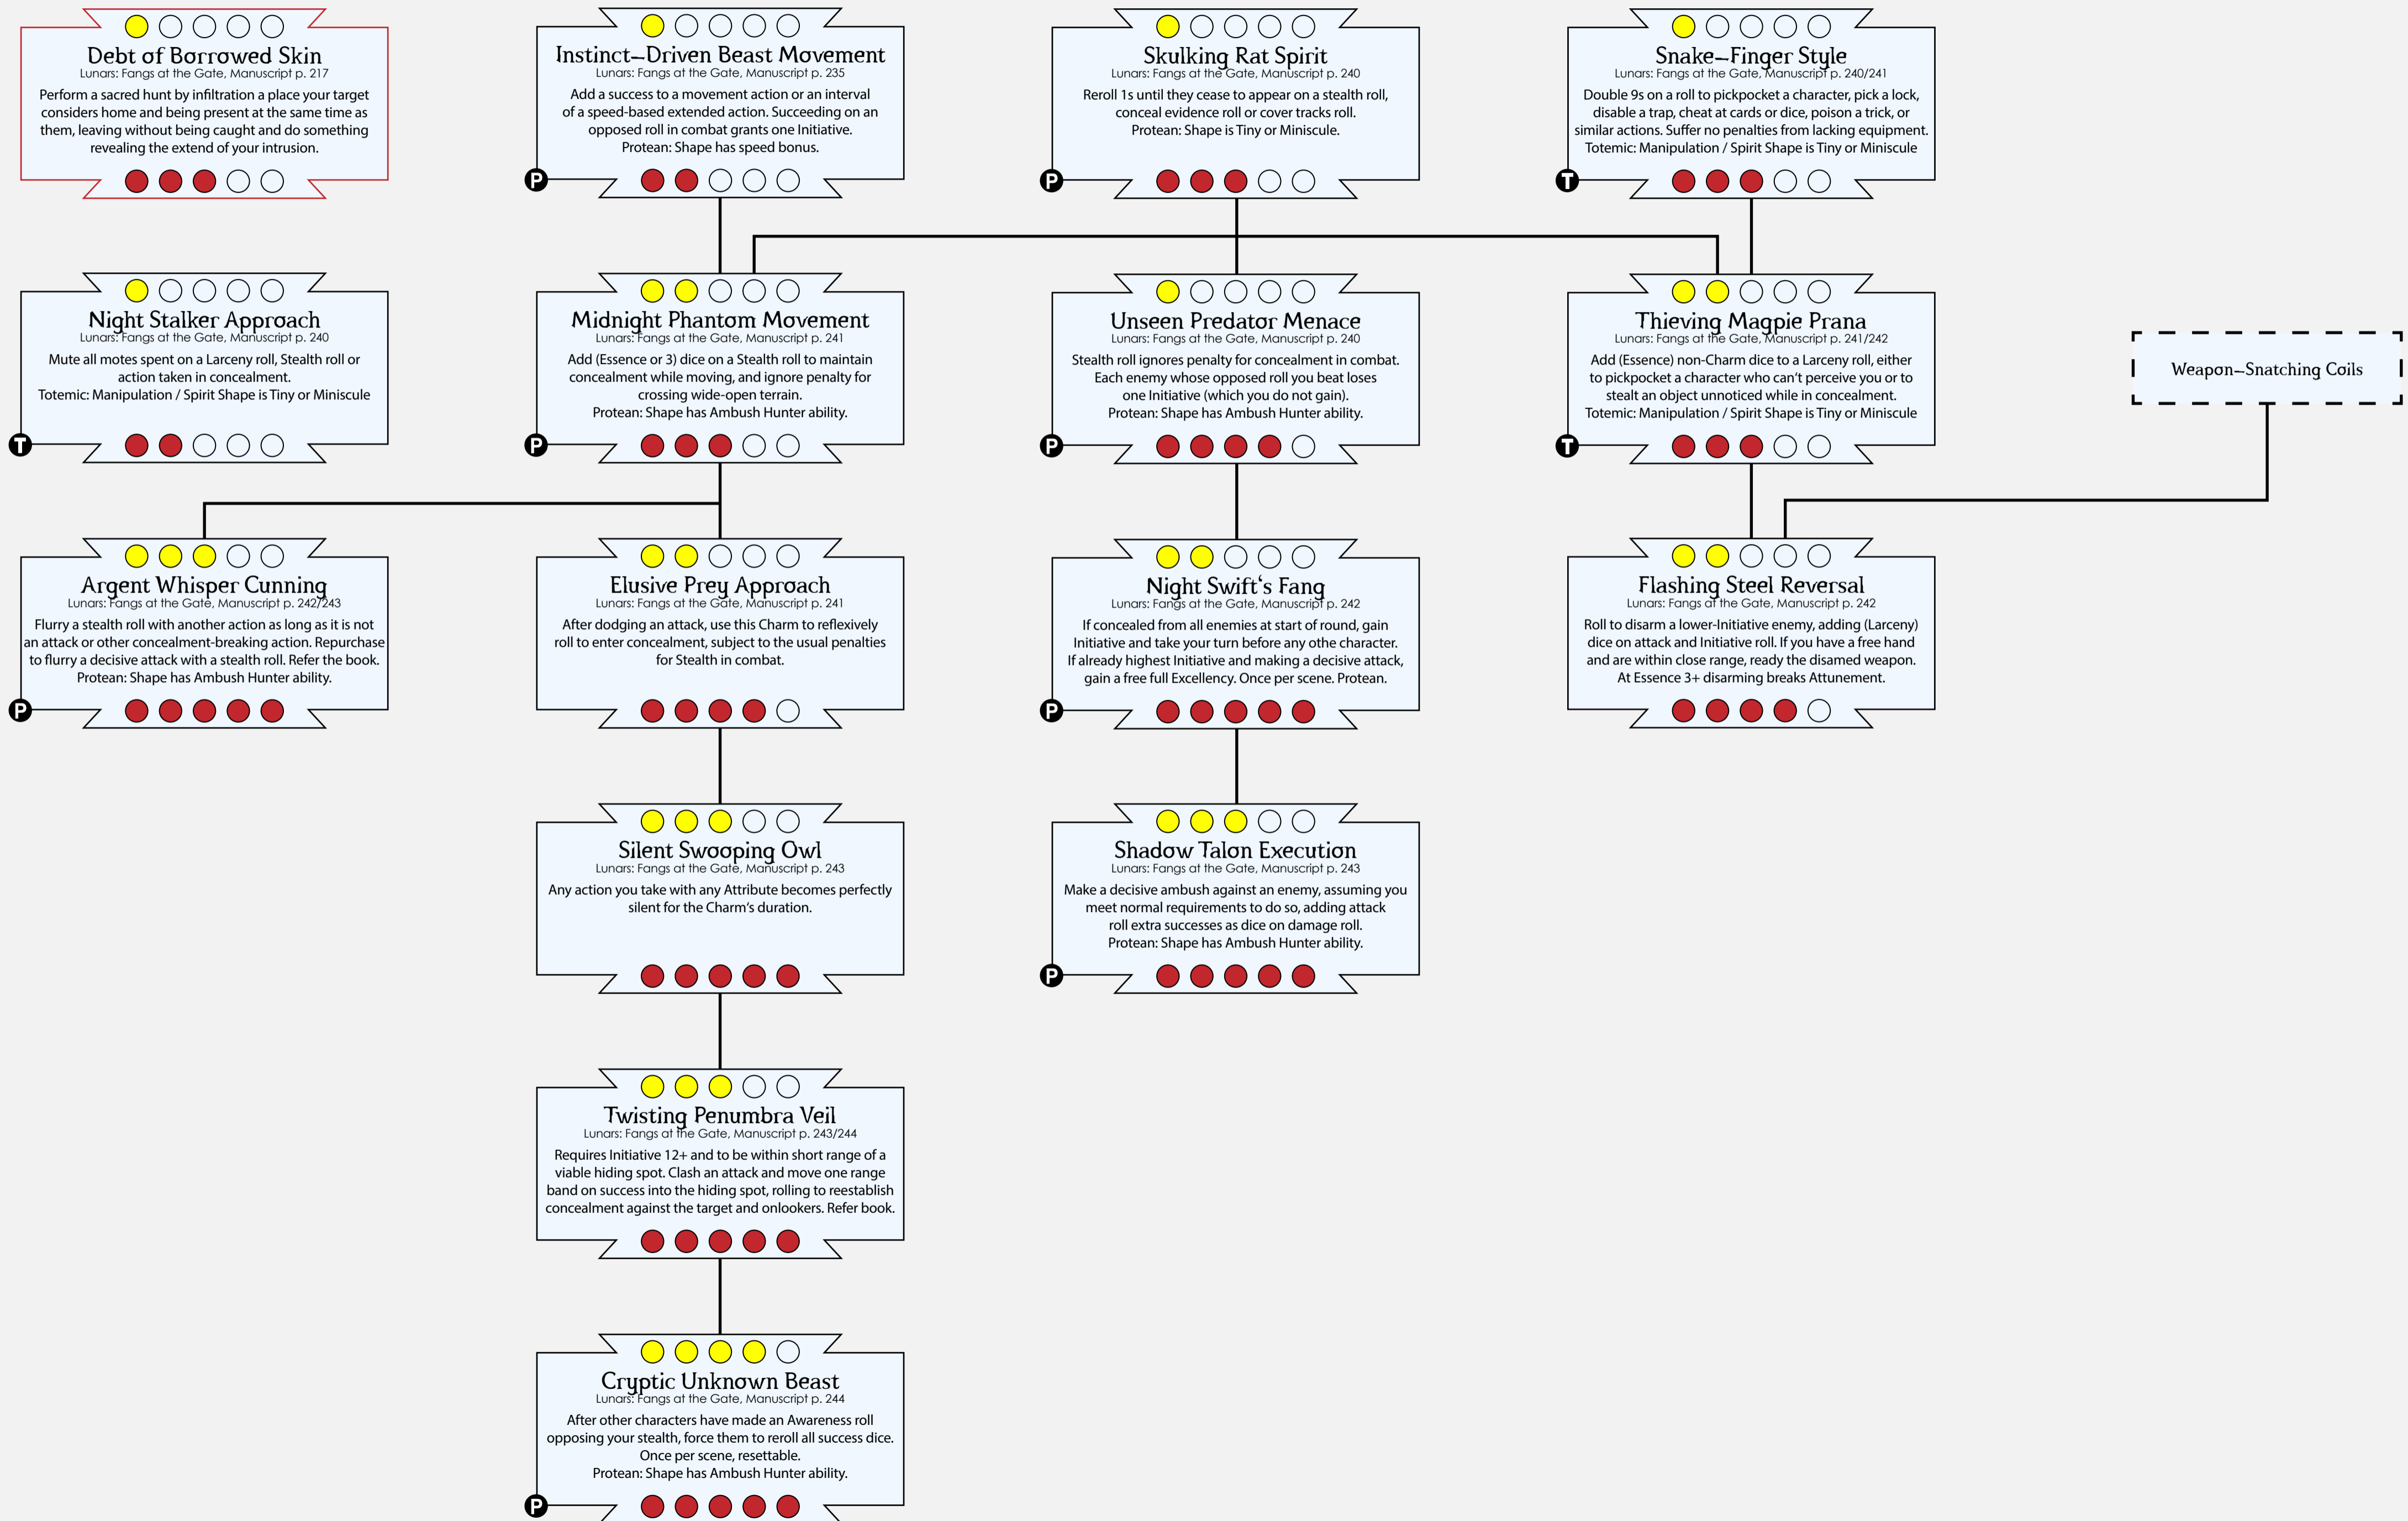 Debt of Borrowed Skin
Lunars: Fangs at the Gate, Manuscript p. 217
Perform a sacred hunt by infiltration a place your target
considers home and being present at the same time as
them, leaving without being caught and do something
revealing the extend of your intrusion.
Instinct-Driven Beast Movement
Lunars: Fangs at the Gate, Manuscript p. 235
Add a success to a movement action or an interval
of a speed-based extended action. Succeeding on an
opposed roll in combat grants one Initiative.
Protean: Shape has speed bonus.
P
Skulking Rat Spirit
Lunars: Fangs at the Gate, Manuscript p. 240
Reroll 1s until they cease to appear on a stealth roll,
conceal evidence roll or cover tracks roll.
Protean: Shape is Tiny or Miniscule.
P
Snake-Finger Style
Lunars: Fangs at the Gate, Manuscript p. 240/241
Double 9s on a roll to pickpocket a character, pick a lock,
disable a trap, cheat at cards or dice, poison a trick, or
similar actions. Suffer no penalties from lacking equipment.
Totemic: Manipulation / Spirit Shape is Tiny or Miniscule
T
Night Stalker Approach
Lunars: Fangs at the Gate, Manuscript p. 240
Mute all motes spent on a Larceny roll, Stealth roll or
action taken in concealment.
Totemic: Manipulation / Spirit Shape is Tiny or Miniscule
T
Midnight Phantom Movement
Lunars: Fangs at the Gate, Manuscript p. 241
Add (Essence or 3) dice on a Stealth roll to maintain
concealment while moving, and ignore penalty for
crossing wide-open terrain.
Protean: Shape has Ambush Hunter ability.
P
Unseen Predator Menace
Lunars: Fangs at the Gate, Manuscript p. 240
Stealth roll ignores penalty for concealment in combat.
Each enemy whose opposed roll you beat loses
one Initiative (which you do not gain).
Protean: Shape has Ambush Hunter ability.
P
Thieving Magpie Prana
Lunars: Fangs at the Gate, Manuscript p. 241/242
Add (Essence) non-Charm dice to a Larceny roll, either
to pickpocket a character who can't perceive you or to
stealt an object unnoticed while in concealment.
Totemic: Manipulation / Spirit Shape is Tiny or Miniscule
T
Weapon-Snatching Coils
Argent Whisper Cunning
Lunars: Fangs at the Gate, Manuscript p. 242/243
Flurry a stealth roll with another action as long as it is not
an attack or other concealment-breaking action. Repurchase
to flurry a decisive attack with a stealth roll. Refer the book.
Protean: Shape has Ambush Hunter ability.
P
Elusive Prey Approach
Lunars: Fangs at the Gate, Manuscript p. 241
After dodging an attack, use this Charm to reflexively
roll to enter concealment, subject to the usual penalties
for Stealth in combat.
Night Swift's Fang
Lunars: Fangs at the Gate, Manuscript p. 242
If concealed from all enemies at start of round, gain
Initiative and take your turn before any othe character.
If already highest Initiative and making a decisive attack,
gain a free full Excellency. Once per scene. Protean.
P
Flashing Steel Reversal
Lunars: Fangs at the Gate, Manuscript p. 242
Roll to disarm a lower-Initiative enemy, adding (Larceny)
dice on attack and Initiative roll. If you have a free hand
and are within close range, ready the disamed weapon.
At Essence 3+ disarming breaks Attunement.
Silent Swooping Owl
Lunars: Fangs at the Gate, Manuscript p. 243
Any action you take with any Attribute becomes perfectly
silent for the Charm's duration.
Shadow Talon Execution
Lunars: Fangs at the Gate, Manuscript p. 243
Make a decisive ambush against an enemy, assuming you
meet normal requirements to do so, adding attack
roll extra successes as dice on damage roll.
Protean: Shape has Ambush Hunter ability.
P
Twisting Penumbra Veil
Lunars: Fangs at the Gate, Manuscript p. 243/244
Requires Initiative 12+ and to be within short range of a
viable hiding spot. Clash an attack and move one range
band on success into the hiding spot, rolling to reestablish
concealment against the target and onlookers. Refer book.
Cryptic Unknown Beast
Lunars: Fangs at the Gate, Manuscript p. 244
After other characters have made an Awareness roll
opposing your stealth, force them to reroll all success dice.
Once per scene, resettable.
Protean: Shape has Ambush Hunter ability.
P